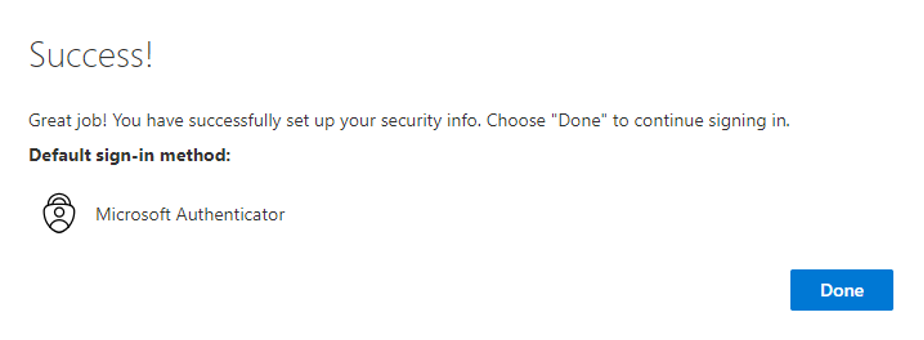 Success!
Great job! You have successfully set up your security info. Choose "Done" to continue signing in.
Default sign-in method:
Microsoft Authenticator
Done